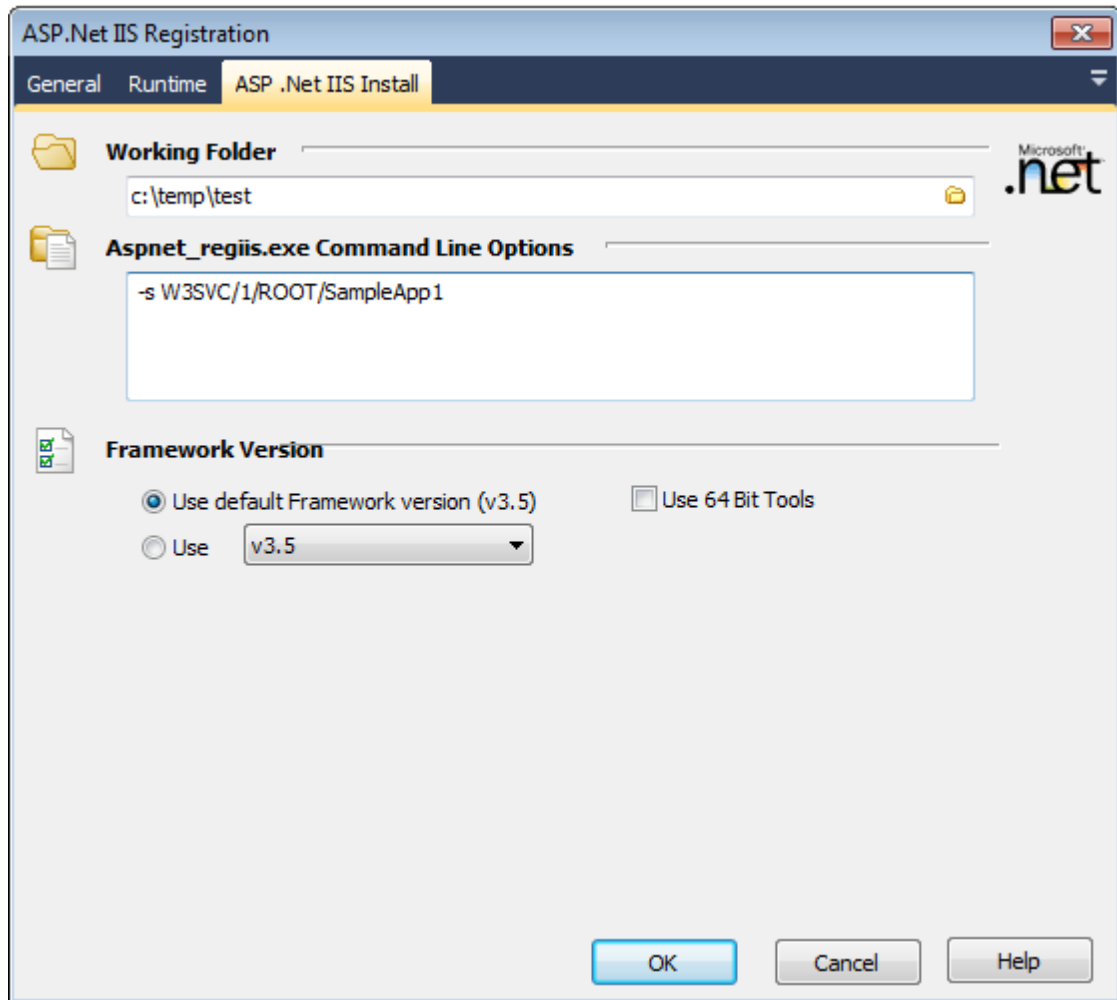 ASP.Net IIS Registration
General Runtime ASP .Net IIS Install
Working Folder
Microsoft
.net
c:\temp\test
Aspnet_regiis.exe Command Line Options
-s W3SVC/1/ROOT/SampleApp1
Framework Version
Use default Framework version (v3.5) Use 64 Bit Tools
Use v3.5
OK Cancel Help